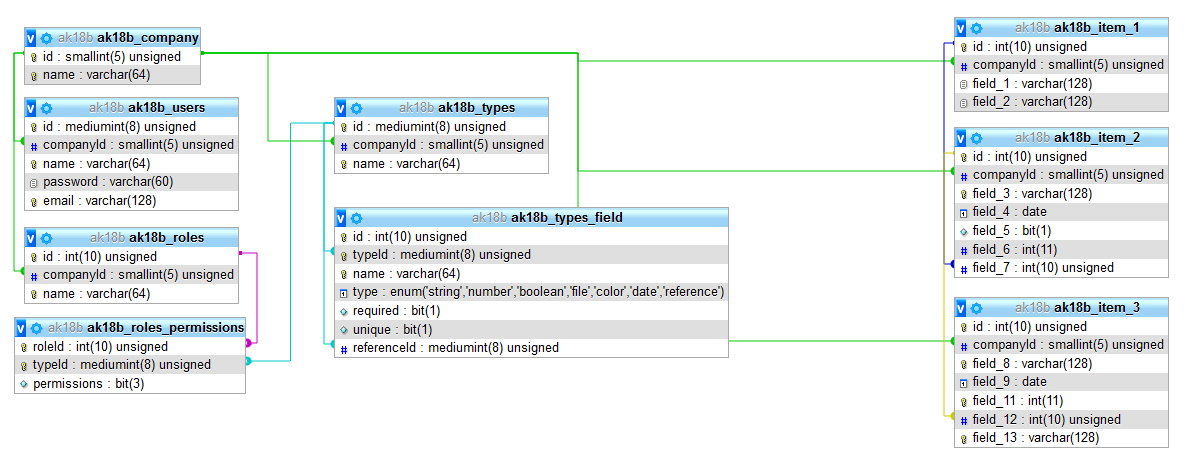 v ak18b ak18b_company
id : smallint(5) unsigned
name : varchar(64)
v ak18b ak18b_users
id : mediumint(8) unsigned
# companyId : smallint(5) unsigned
name : varchar(64)
password : varchar(60)
email : varchar(128)
v ak18b ak18b_roles
id : int(10) unsigned
# companyId : smallint(5) unsigned
name : varchar(64)
v ak18b ak18b_roles_permissions
roleId : int(10) unsigned
typeId : mediumint(8) unsigned
permissions : bit(3)
v ak18b ak18b_types
id : mediumint(8) unsigned
# companyId : smallint(5) unsigned
name : varchar(64)
v ak18b ak18b_types_field
id : int(10) unsigned
typeId : mediumint(8) unsigned
name : varchar(64)
type : enum('string','number','boolean','file','color','date','reference')
required : bit(1)
unique : bit(1)
# referenceId : mediumint(8) unsigned
v ak18b ak18b_item_1
id : int(10) unsigned
# companyId : smallint(5) unsigned
field_1 : varchar(128)
field_2 : varchar(128)
v ak18b ak18b_item_2
id : int(10) unsigned
# companyId : smallint(5) unsigned
field_3 : varchar(128)
field_4 : date
field_5 : bit(1)
# field_6 : int(11)
# field_7 : int(10) unsigned
v ak18b ak18b_item_3
id : int(10) unsigned
# companyId : smallint(5) unsigned
field_8 : varchar(128)
field_9 : date
field_11 : int(11)
# field_12 : int(10) unsigned
field_13 : varchar(128)